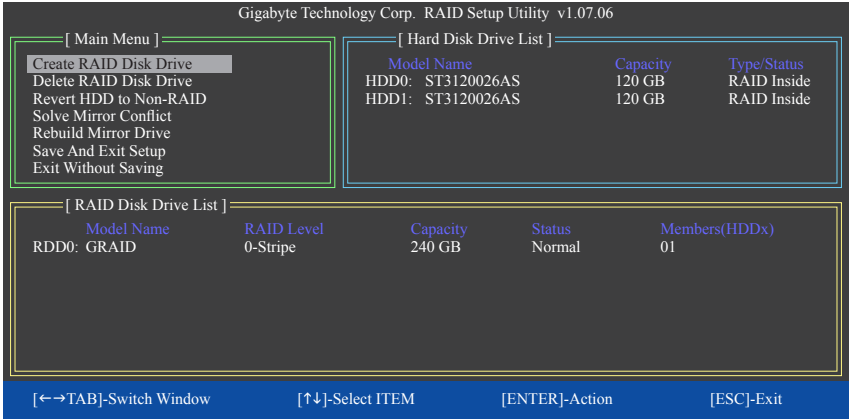 Gigabyte Technology Corp. RAID Setup Utility v1.07.06
[ Main Menu ]
Create RAID Disk Drive
Delete RAID Disk Drive
Revert HDD to Non-RAID
Solve Mirror Conflict
Rebuild Mirror Drive
Save And Exit Setup
Exit Without Saving
[ Hard Disk Drive List ]
Model Name Capacity Type/Status
HDD0: ST3120026AS 120 GB RAID Inside
HDD1: ST3120026AS 120 GB RAID Inside
[ RAID Disk Drive List ]
Model Name RAID Level Capacity Status Members(HDDx)
RDD0: GRAID 0-Stripe 240 GB Normal 01
[←→TAB]-Switch Window [↑↓]-Select ITEM [ENTER]-Action [ESC]-Exit